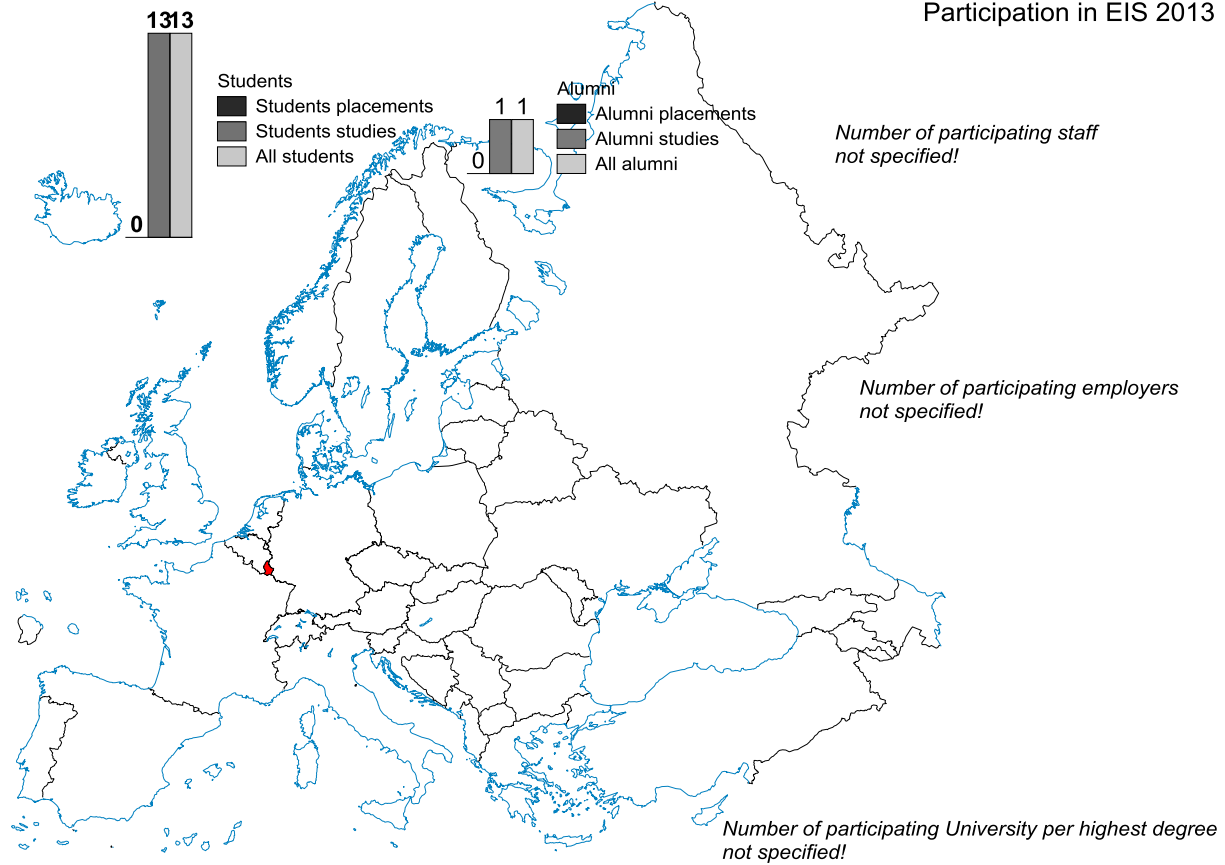 Participation in EIS 2013
1313
0
Students
Students placements
Students studies
All students
1 1
0
Alumni
Alumni placements
Alumni studies
All alumni
Number of participating staff
not specified!
Number of participating employers
not specified!
Number of participating University per highest degree
not specified!